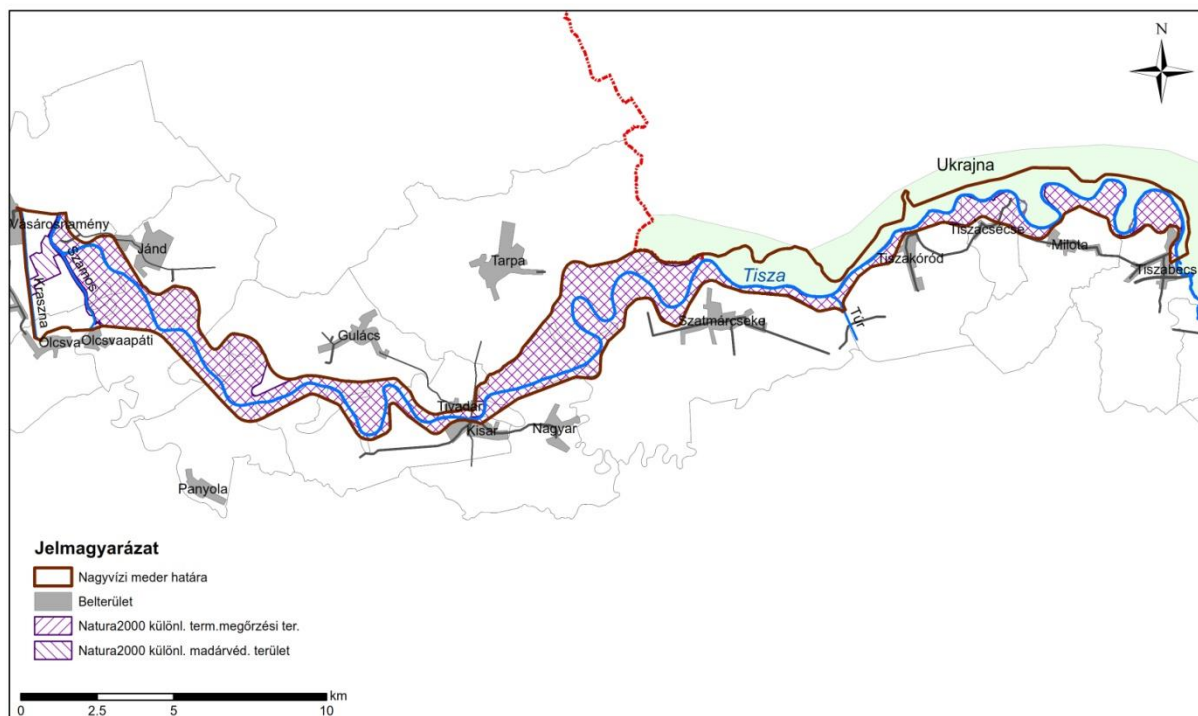 N
Ukrajna
Vásárosnamény
Jánd
Szamos
Kraszna
Olcsva
Olcsvaapáti
Tarpa
Gulács
Tivadar
Kisar
Nagyar
Panyola
Tisza
Szatmárcseke
Túr
Tiszakóród
Tiszacsécse
Milota
Tiszabecs
Jelmagyarázat
Nagyvízi meder határa
Belterület
Natura2000 különl. term.megőrzési ter.
Natura2000 különl. madárvéd. terület
km
0 2.5 5 10